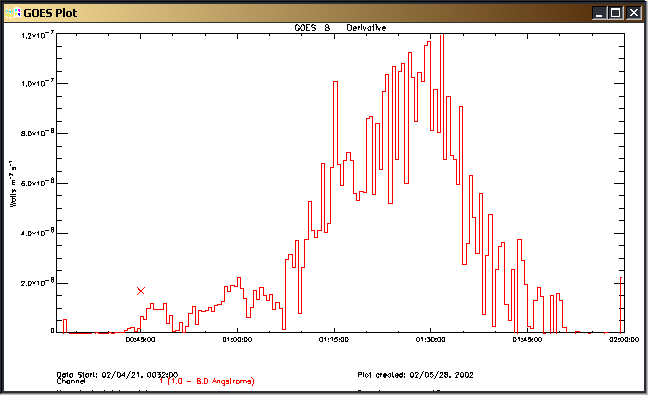 GOES Plot
GOES 8 Derivative
1.2×10⁻⁷
1.0×10⁻⁷
8.0×10⁻⁸
6.0×10⁻⁸
4.0×10⁻⁸
2.0×10⁻⁸
0
Watts m⁻² s⁻¹
00:45:00 01:00:00 01:15:00 01:30:00 01:45:00 02:00:00
Data Start: 02/04/21, 0032:00 Plot created: 02/05/28, 2002
Channel 1 (1.0 - 8.0 Angstroms)